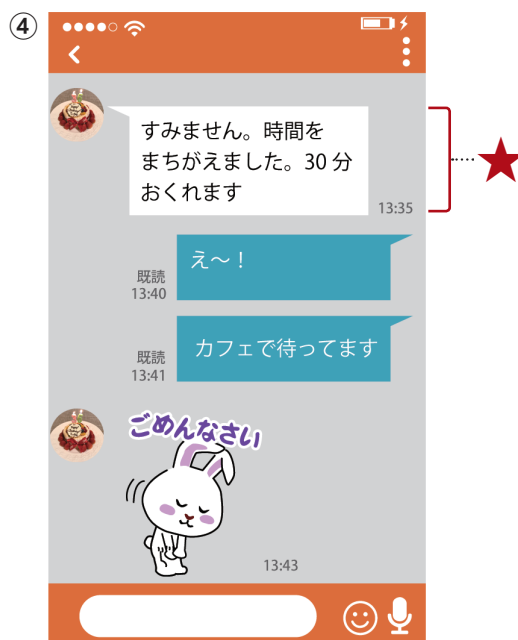 ④
すみません。時間を
まちがえました。30 分
おくれます
13:35
え～！
既読
13:40
カフェで待ってます
既読
13:41
ごめんなさい
13:43